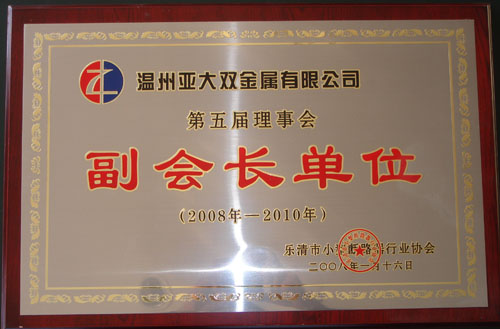 温州亚大双金属有限公司
第五届理事会
副会长单位
(2008年—2010年)
乐清市小型断路器行业协会
二〇〇八年一月十六日